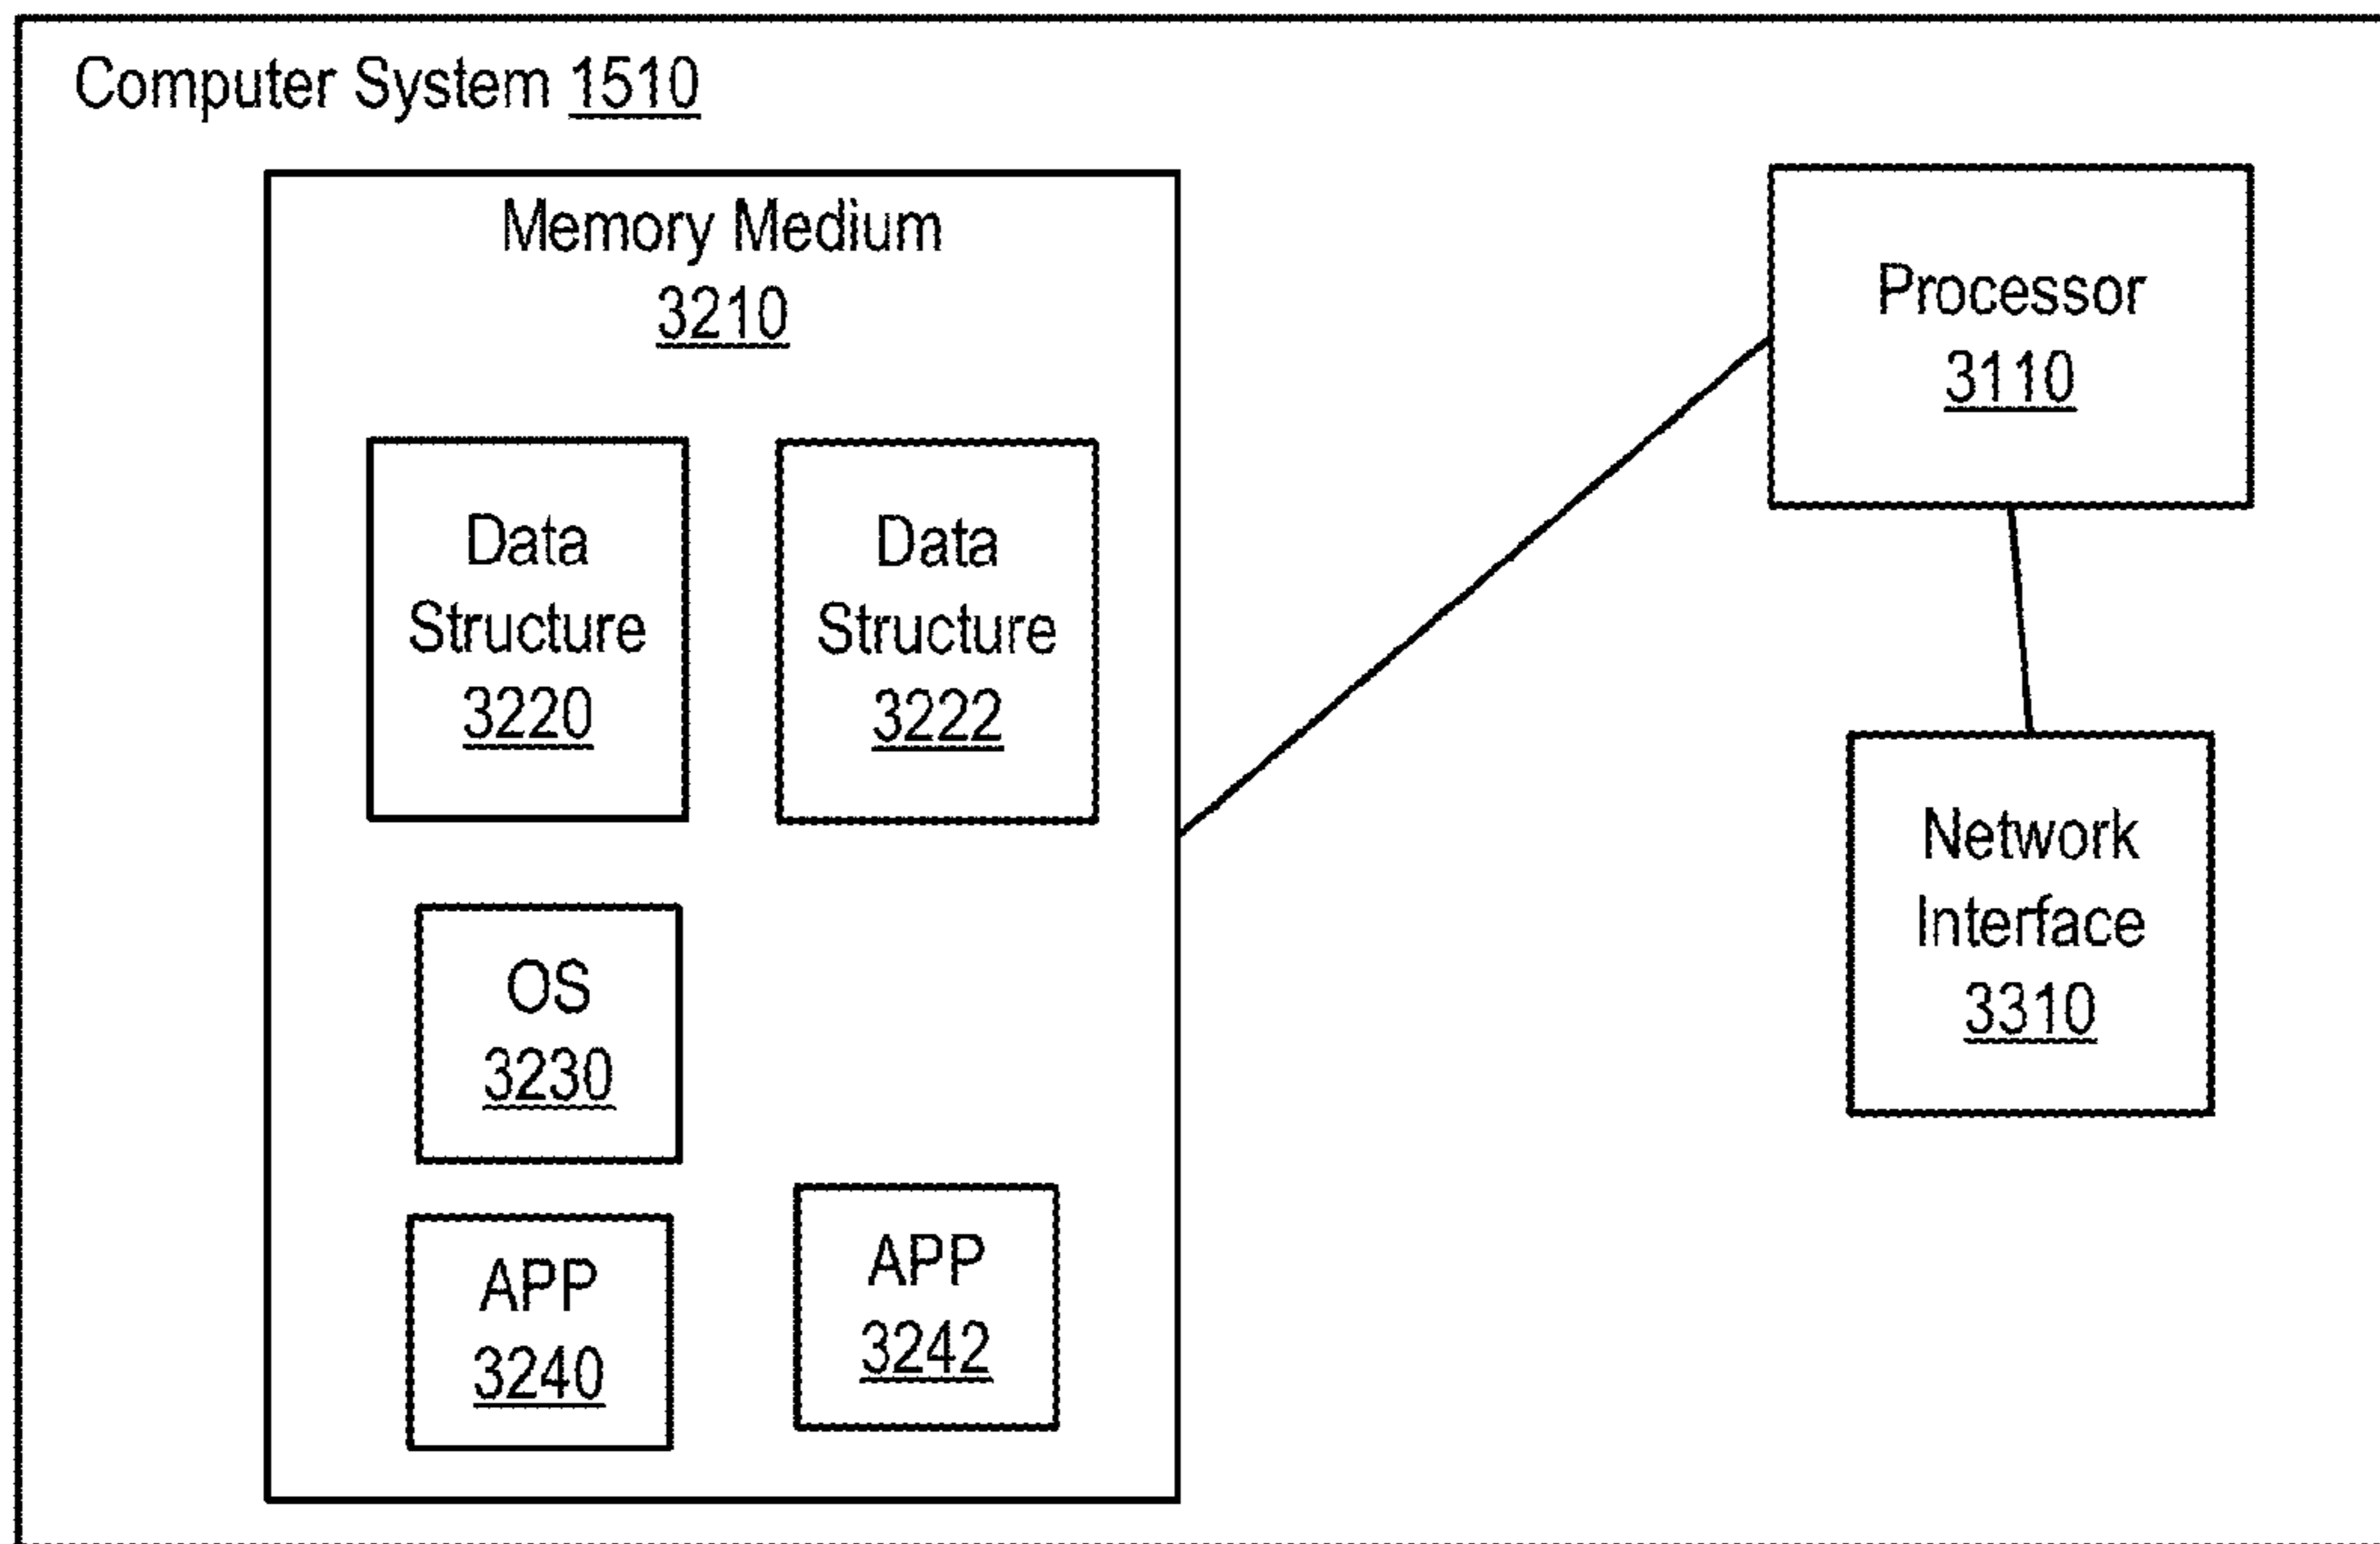 Computer System 1510
Memory Medium
3210
Data
Structure
3220
Data
Structure
3222
OS
3230
APP
3240
APP
3242
Processor
3110
Network
Interface
3310